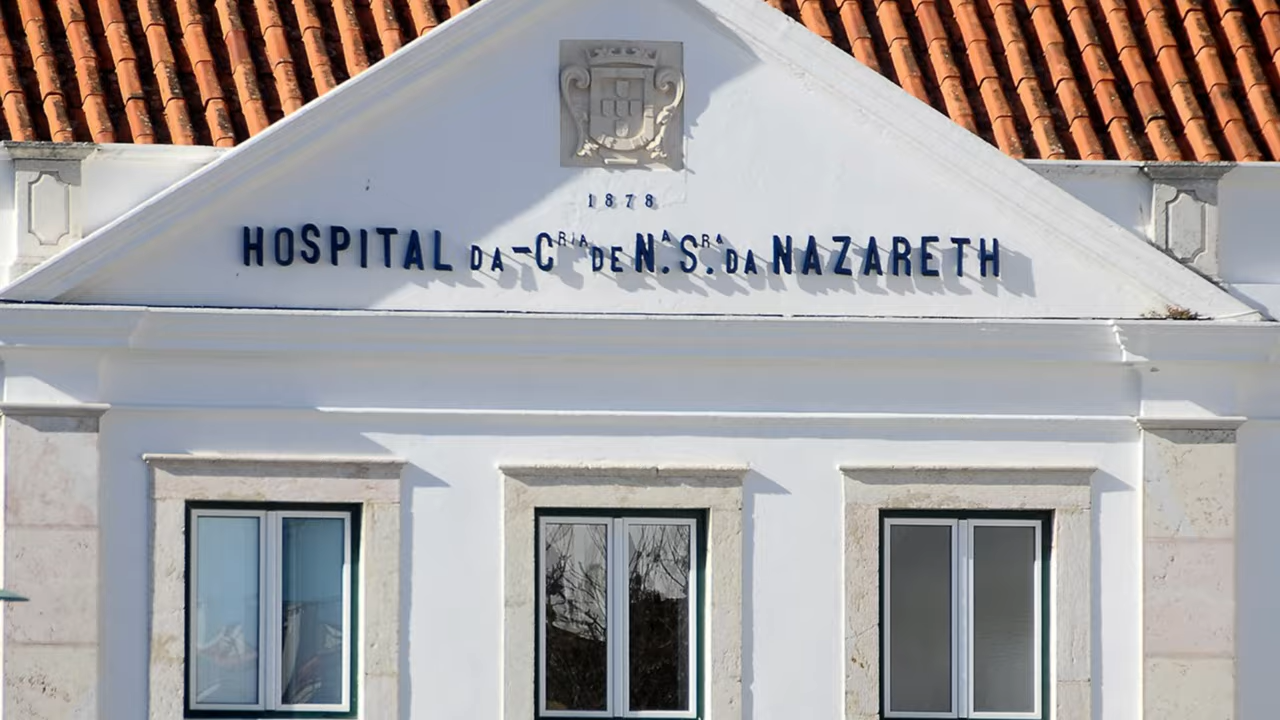 1878
HOSPITAL DA-CRIA DE NA. SRA. DA NAZARETH